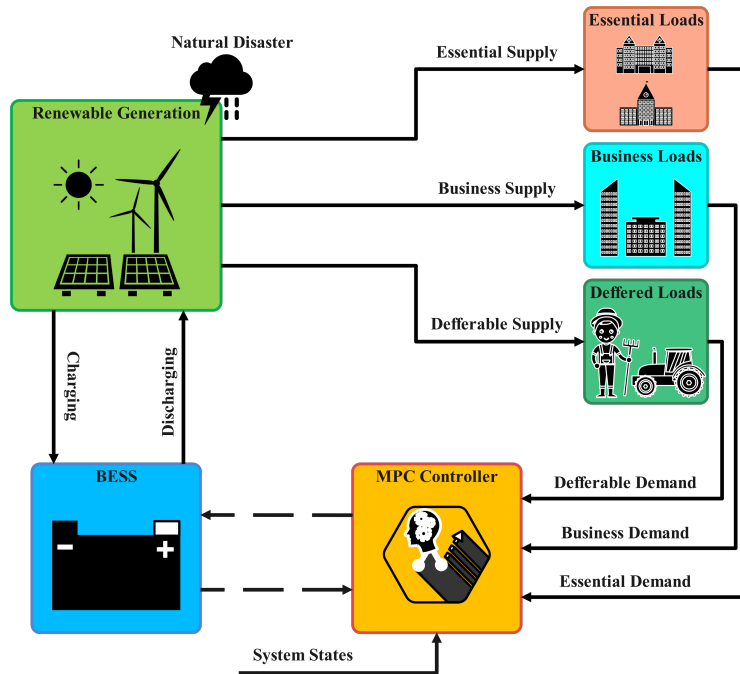 Natural Disaster
Essential Supply
Essential Loads
Renewable Generation
Business Supply
Business Loads
Defferable Supply
Deffered Loads
Charging
Discharging
BESS
MPC Controller
Defferable Demand
Business Demand
Essential Demand
System States